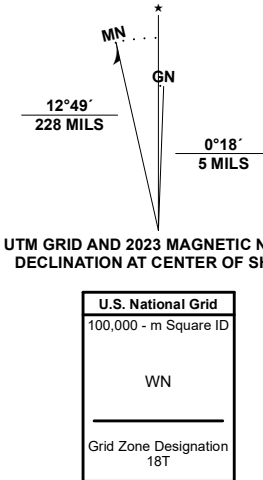 ★
MN
GN
12°49´
228 MILS
0°18´
5 MILS
UTM GRID AND 2023 MAGNETIC N
DECLINATION AT CENTER OF SH
U.S. National Grid
100,000 - m Square ID
WN
Grid Zone Designation
18T